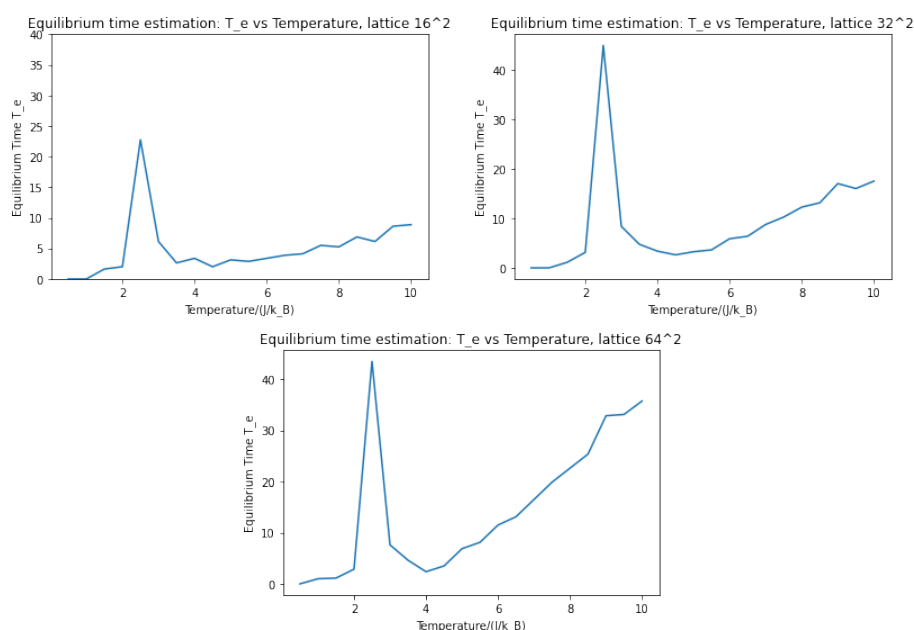 Equilibrium time estimation: T_e vs Temperature, lattice 16^2
40
35
30
25
20
15
10
5
0
Equilibrium Time T_e
2 4 6 8 10
Temperature/(J/k_B)
Equilibrium time estimation: T_e vs Temperature, lattice 32^2
40
30
20
10
0
Equilibrium Time T_e
2 4 6 8 10
Temperature/(J/k_B)
Equilibrium time estimation: T_e vs Temperature, lattice 64^2
40
30
20
10
0
Equilibrium Time T_e
2 4 6 8 10
Temperature/(J/k_B)